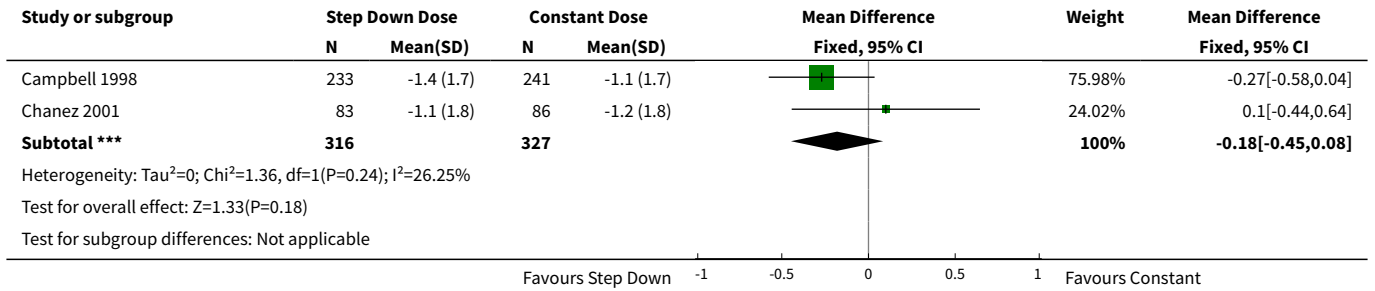 Study or subgroup Step Down Dose Constant Dose Mean Difference Weight Mean Difference
N Mean(SD) N Mean(SD) Fixed, 95% CI Fixed, 95% CI
Campbell 1998 233 -1.4 (1.7) 241 -1.1 (1.7) 75.98% -0.27[-0.58,0.04]
Chanez 2001 83 -1.1 (1.8) 86 -1.2 (1.8) 24.02% 0.1[-0.44,0.64]
Subtotal *** 316 327 100% -0.18[-0.45,0.08]
Heterogeneity: Tau²=0; Chi²=1.36, df=1(P=0.24); I²=26.25%
Test for overall effect: Z=1.33(P=0.18)
Test for subgroup differences: Not applicable
Favours Step Down -1 -0.5 0 0.5 1 Favours Constant